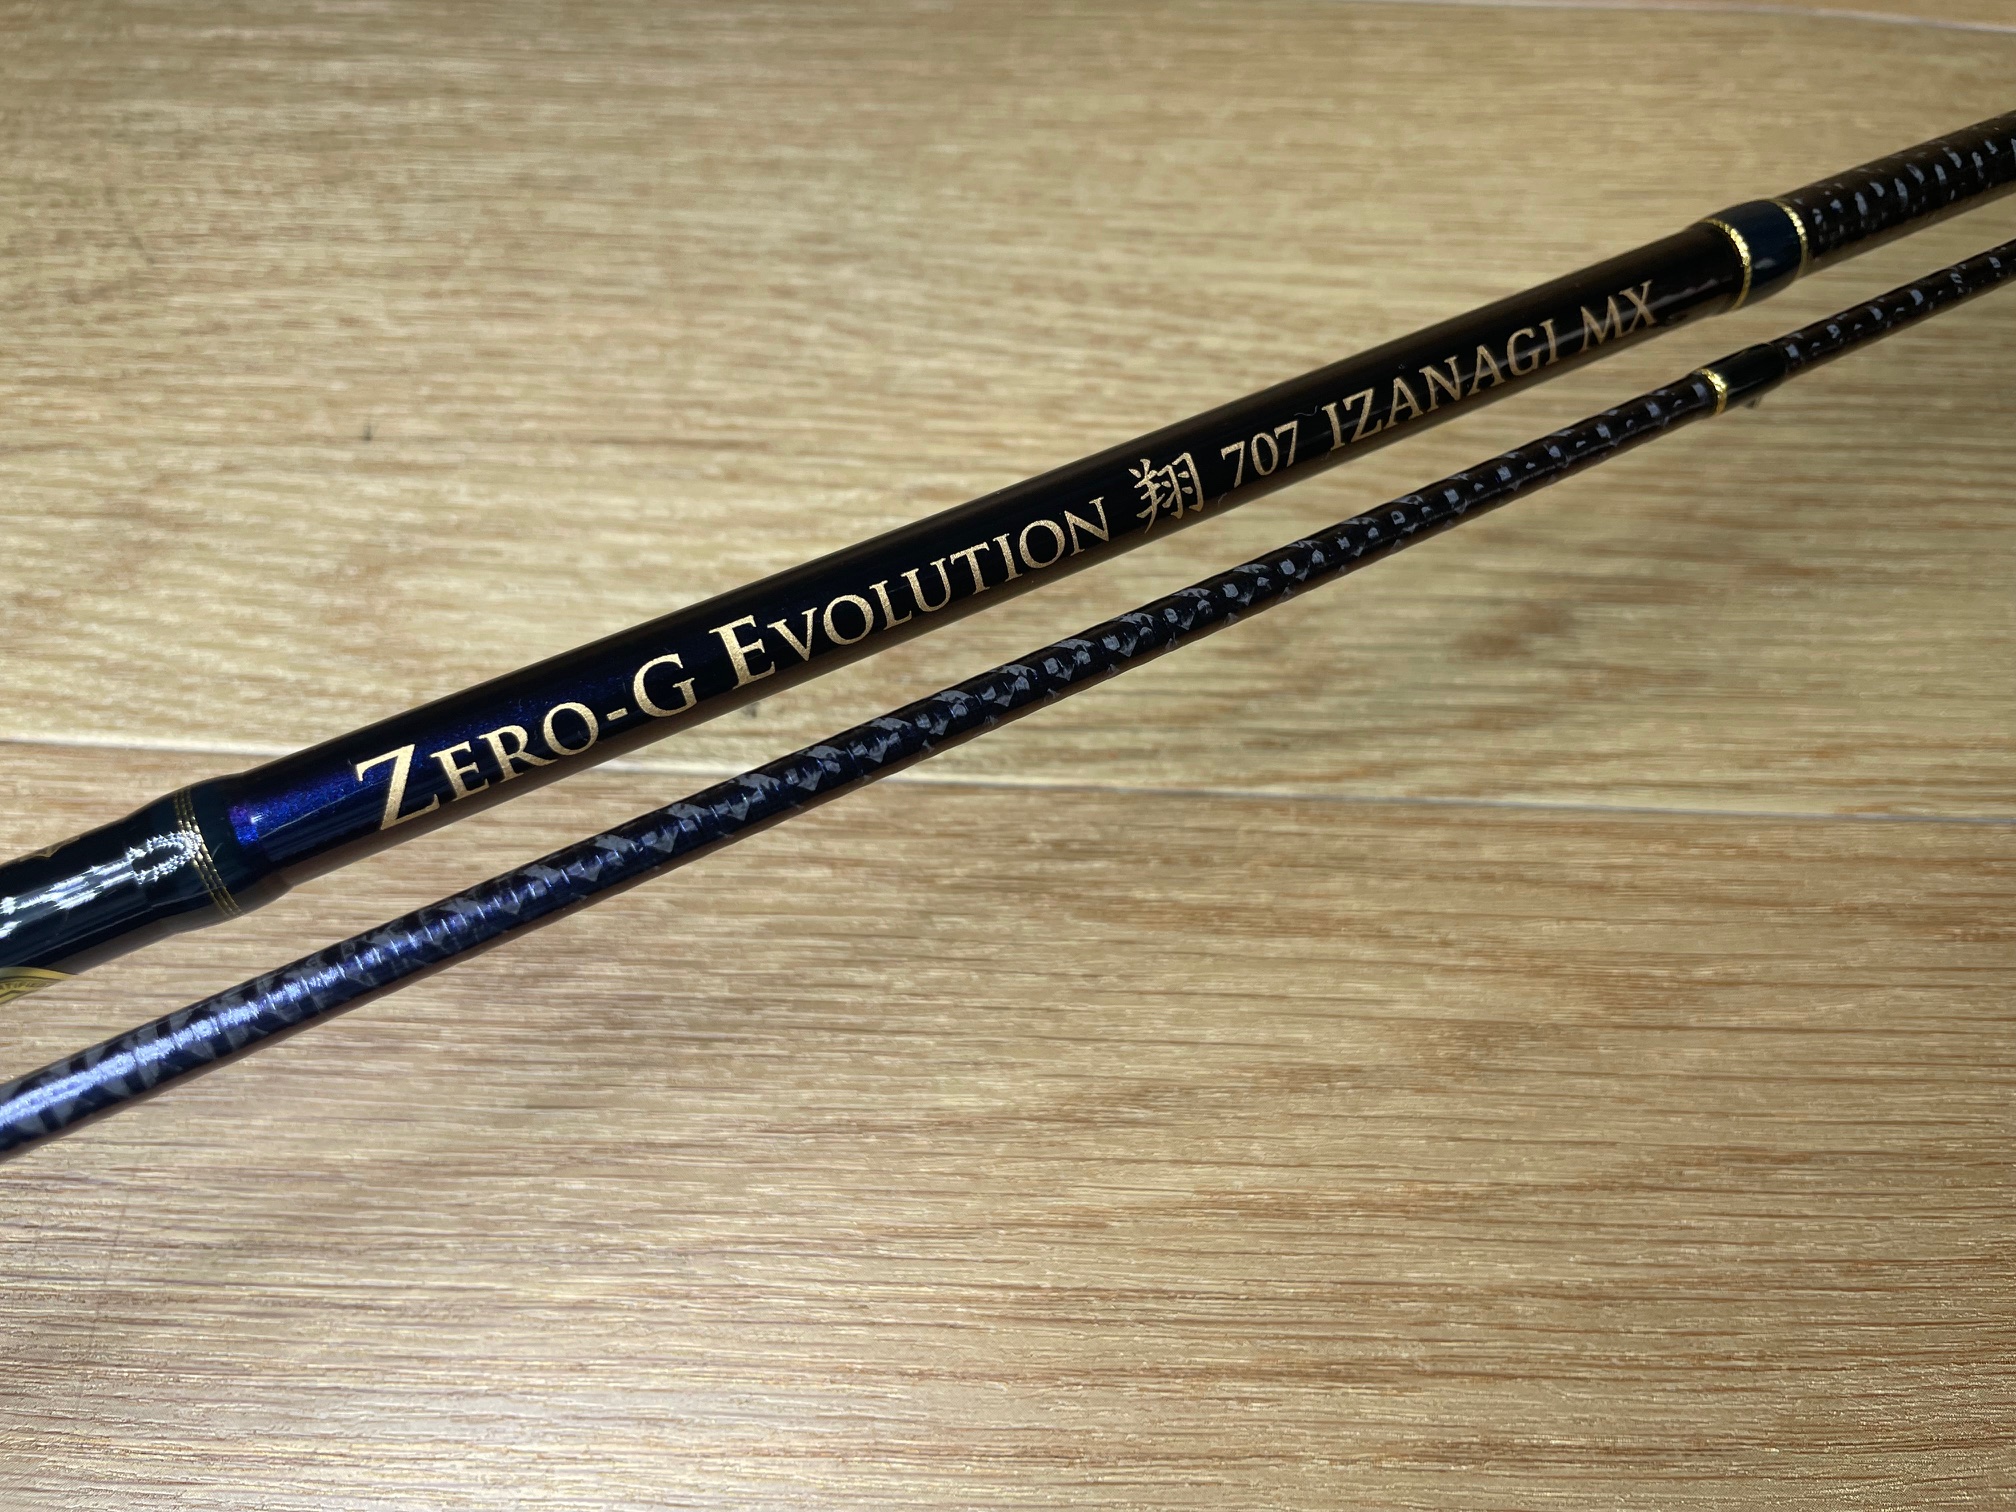 ZERO-G EVOLUTION 翔 707 IZANAGI MX